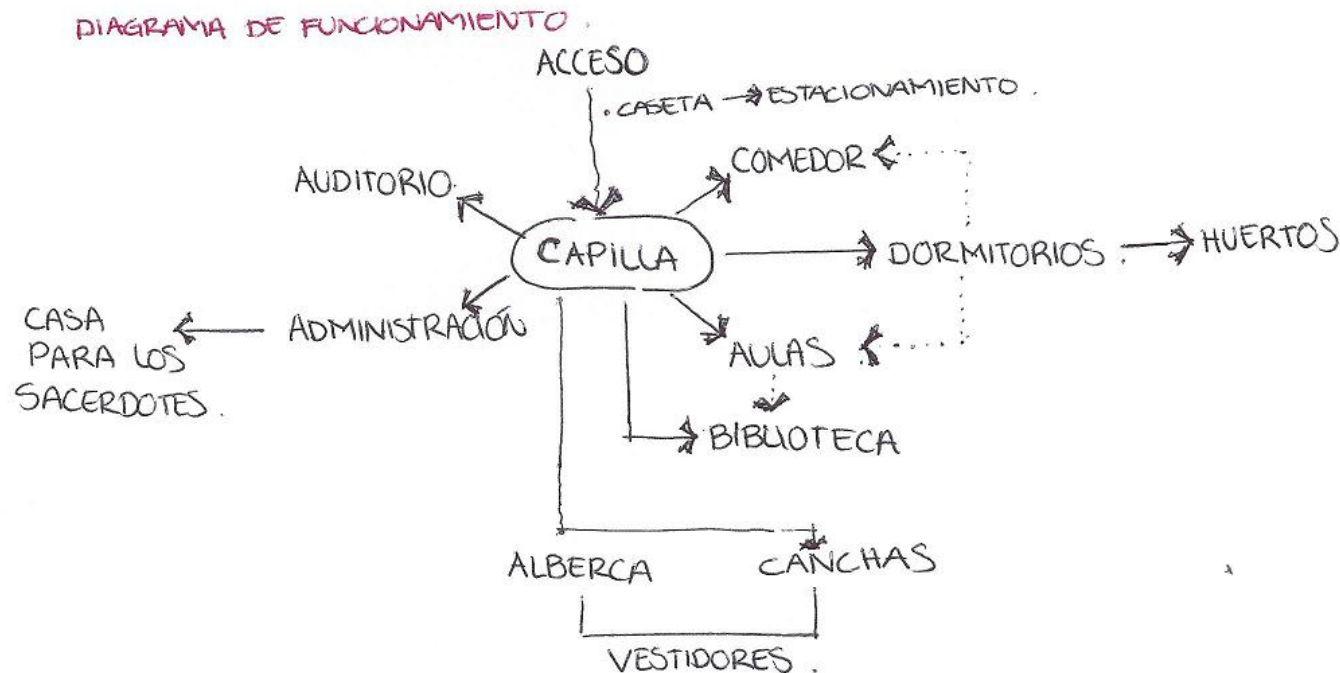 DIAGRAMA DE FUNCIONAMIENTO.
ACCESO
. CASETA → ESTACIONAMIENTO.
COMEDOR
AUDITORIO.
CAPILLA
DORMITORIOS. → HUERTOS
CASA
PARA LOS
SACERDOTES.
ADMINISTRACIÓN
AULAS
BIBLIOTECA
ALBERCA
CANCHAS
VESTIDORES.